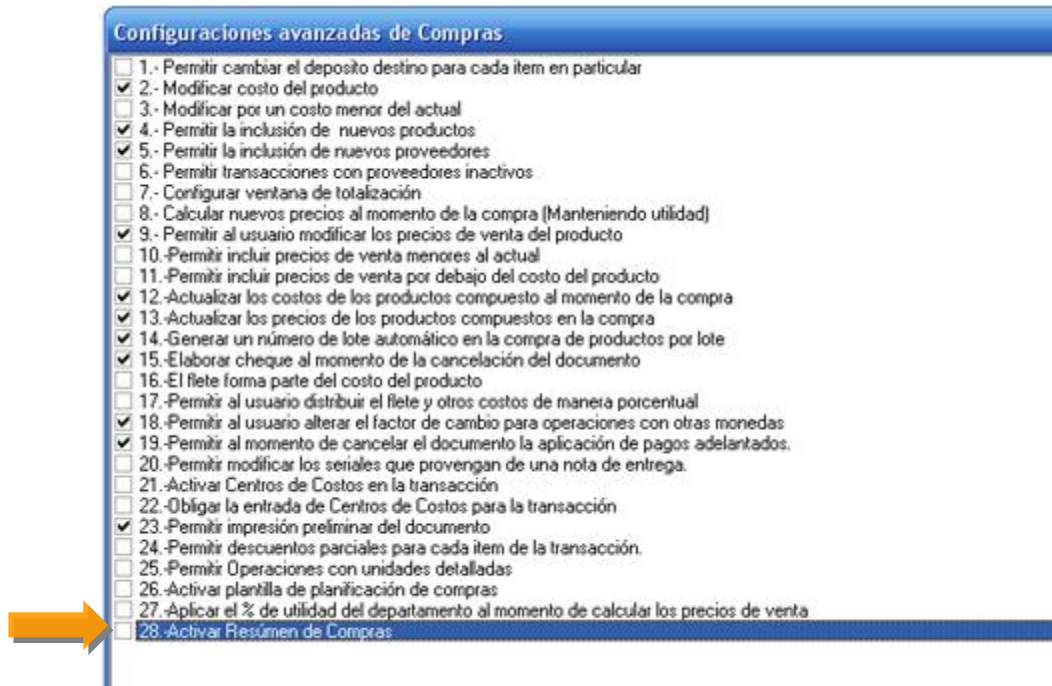 Configuraciones avanzadas de Compras
1.- Permitir cambiar el deposito destino para cada item en particular
2.- Modificar costo del producto
3.- Modificar por un costo menor del actual
4.- Permitir la inclusión de nuevos productos
5.- Permitir la inclusión de nuevos proveedores
6.- Permitir transacciones con proveedores inactivos
7.- Configurar ventana de totalización
8.- Calcular nuevos precios al momento de la compra (Manteniendo utilidad)
9.- Permitir al usuario modificar los precios de venta del producto
10.-Permitir incluir precios de venta menores al actual
11.-Permitir incluir precios de venta por debajo del costo del producto
12.-Actualizar los costos de los productos compuesto al momento de la compra
13.-Actualizar los precios de los productos compuestos en la compra
14.-Generar un número de lote automático en la compra de productos por lote
15.-Elaborar cheque al momento de la cancelación del documento
16.-El flete forma parte del costo del producto
17.-Permitir al usuario distribuir el flete y otros costos de manera porcentual
18.-Permitir al usuario alterar el factor de cambio para operaciones con otras monedas
19.-Permitir al momento de cancelar el documento la aplicación de pagos adelantados.
20.-Permitir modificar los seriales que provengan de una nota de entrega.
21.-Activar Centros de Costos en la transacción
22.-Obligar la entrada de Centros de Costos para la transacción
23.-Permitir impresión preliminar del documento
24.-Permitir descuentos parciales para cada item de la transacción.
25.-Permitir Operaciones con unidades detalladas
26.-Activar plantilla de planificación de compras
27.-Aplicar el % de utilidad del departamento al momento de calcular los precios de venta
28.-Activar Resúmen de Compras